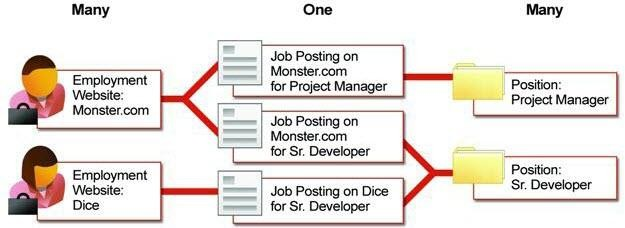 Many
One
Many
Employment
Website:
Monster.com
Employment
Website:
Dice
Job Posting on
Monster.com
for Project Manager
Job Posting on
Monster.com
for Sr. Developer
Job Posting on Dice
for Sr. Developer
Position:
Project Manager
Position:
Sr. Developer